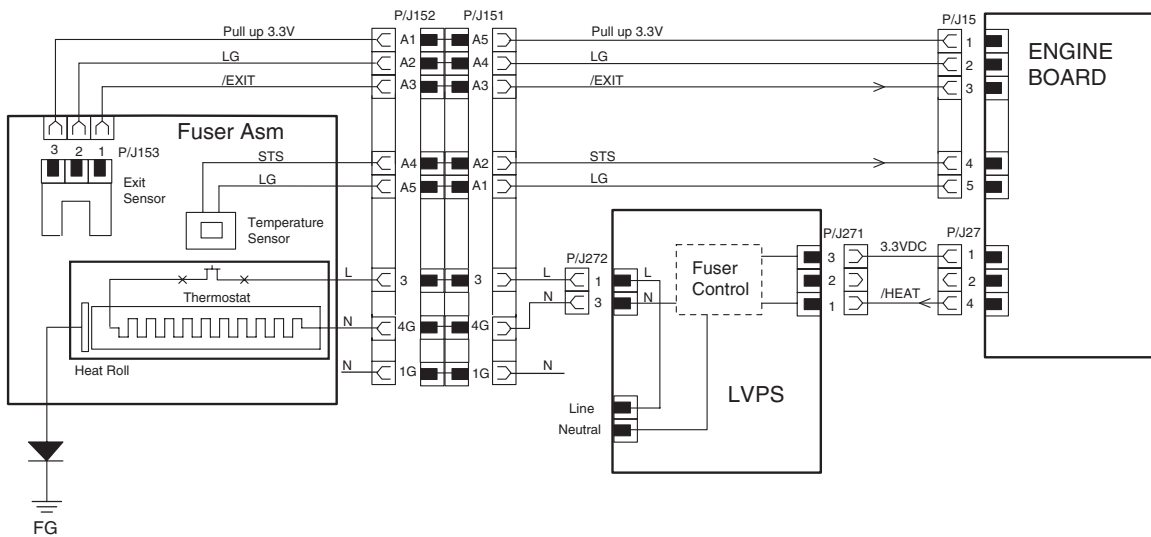 P/J152 P/J151 P/J15
Pull up 3.3V A1 A5 Pull up 3.3V 1
LG A2 A4 LG 2
/EXIT A3 A3 /EXIT 3
ENGINE
BOARD
Fuser Asm
3 2 1 P/J153
Exit
Sensor
STS A4 A2 STS 4
LG A5 A1 LG 5
Temperature
Sensor
P/J271 P/J27
3 3.3VDC 1
2 2
1 /HEAT 4
P/J272
L 3 3 L 1 L
N 4G 4G N 3 N
N 1G 1G N
Fuser
Control
Thermostat
Heat Roll
LVPS
Line
Neutral
FG